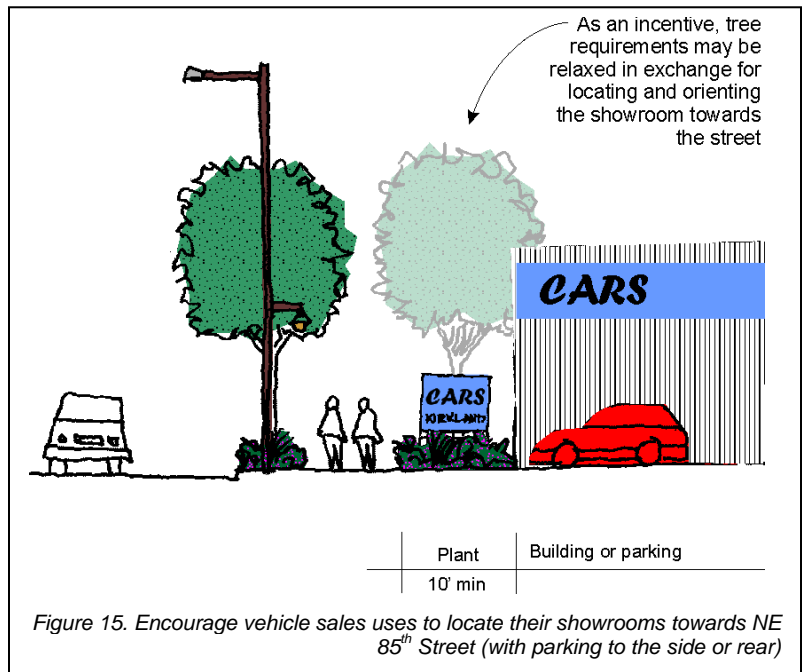 As an incentive, tree
requirements may be
relaxed in exchange for
locating and orienting
the showroom towards
the street
CARS
CARS
KIRKLAND
Plant
Building or parking
10' min
Figure 15. Encourage vehicle sales uses to locate their showrooms towards NE
85th Street (with parking to the side or rear)